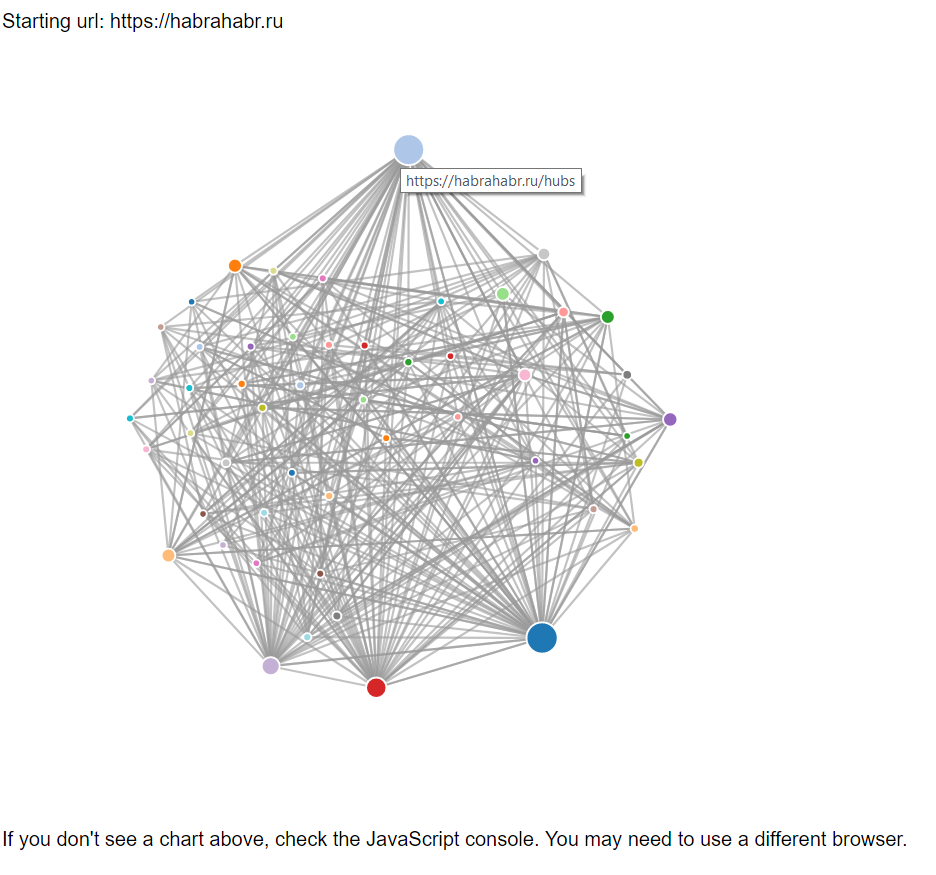 Starting url: https://habrahabr.ru
https://habrahabr.ru/hubs
If you don't see a chart above, check the JavaScript console. You may need to use a different browser.